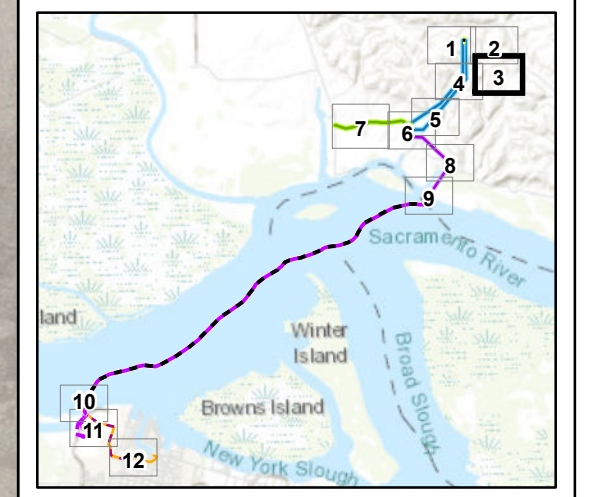 1
2
3
4
5
6
7
8
9
Sacramento River
land
Winter
Island
Broad Slough
10
Browns Island
11
12
New York Slough